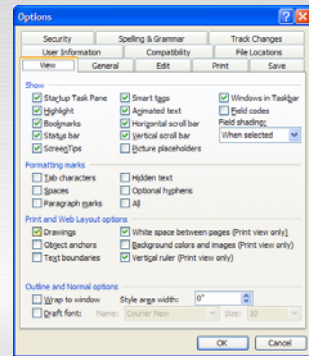 Options
Security Spelling & Grammar Track Changes
User Information Compatibility File Locations
View General Edit Print Save
Show
Startup Task Pane Smart tags Windows in Taskbar
Highlight Animated text Field codes
Bookmarks Horizontal scroll bar Field shading:
Status bar Vertical scroll bar When selected
ScreenTips Picture placeholders
Formatting marks
Tab characters Hidden text
Spaces Optional hyphens
Paragraph marks All
Print and Web Layout options
Drawings White space between pages (Print view only)
Object anchors Background colors and images (Print view only)
Text boundaries Vertical ruler (Print view only)
Outline and Normal options
Wrap to window Style area width: 0"
Draft font: Name: Courier New Size: 10
OK Cancel